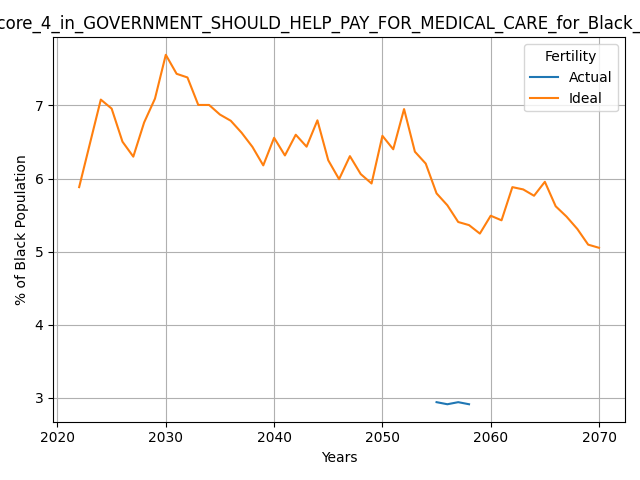 core_4_in_GOVERNMENT_SHOULD_HELP_PAY_FOR_MEDICAL_CARE_for_Black_
Fertility
Actual
Ideal
% of Black Population
7
6
5
4
3
2020 2030 2040 2050 2060 2070
Years